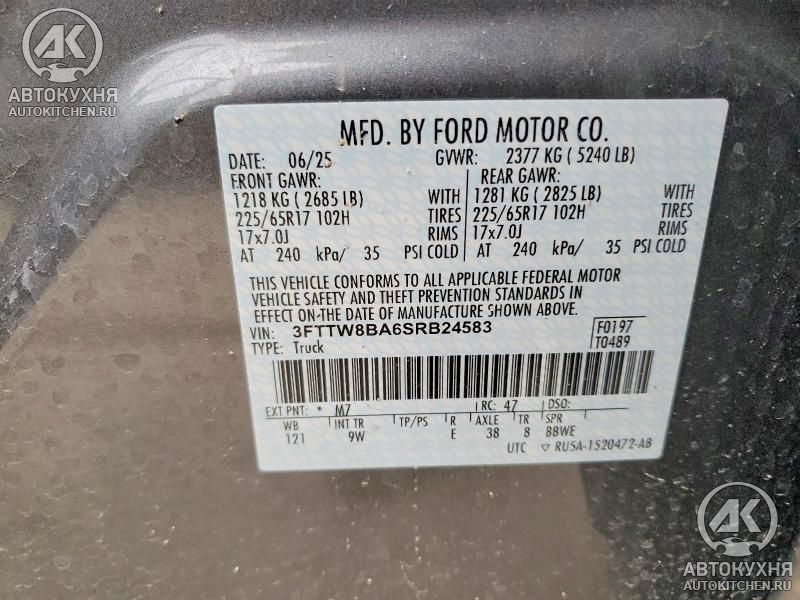 AK
АВТОКУХНЯ
AUTOKITCHEN.RU
MFD. BY FORD MOTOR CO.
DATE: 06/25 GVWR: 2377 KG ( 5240 LB)
FRONT GAWR: REAR GAWR:
1218 KG ( 2685 LB) WITH 1281 KG ( 2825 LB) WITH
225/65R17 102H TIRES 225/65R17 102H TIRES
17x7.0J RIMS 17x7.0J RIMS
AT 240 kPa/ 35 PSI COLD AT 240 kPa/ 35 PSI COLD
THIS VEHICLE CONFORMS TO ALL APPLICABLE FEDERAL MOTOR
VEHICLE SAFETY AND THEFT PREVENTION STANDARDS IN
EFFECT ON-THE DATE OF MANUFACTURE SHOWN ABOVE.
VIN: 3FTTW8BA6SRB24583 F0197
TYPE: Truck T0489
EXT PNT: * M7 RC: 47 DSO:
WB INT TR TP/PS R AXLE TR SPR
121 9W E 38 8 BBWE
UTC ▽ RU5A-1520472-AB
AK
АВТОКУХНЯ
AUTOKITCHEN.RU